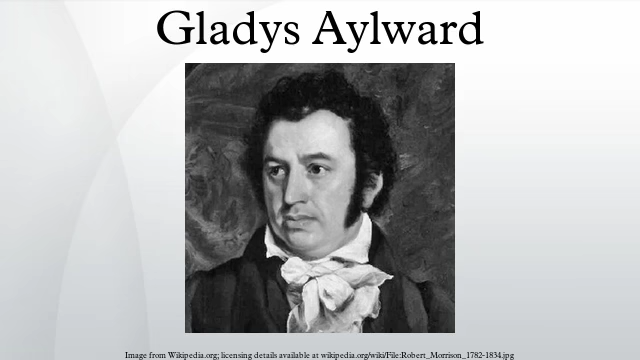 Gladys Aylward
Image from Wikipedia.org; licensing details available at wikipedia.org/wiki/File:Robert_Morrison_1782-1834.jpg